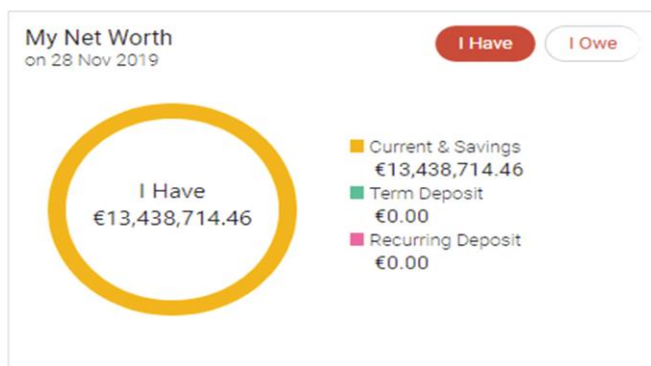 My Net Worth
on 28 Nov 2019
I Have
I Owe
I Have
€13,438,714.46
Current & Savings
€13,438,714.46
Term Deposit
€0.00
Recurring Deposit
€0.00